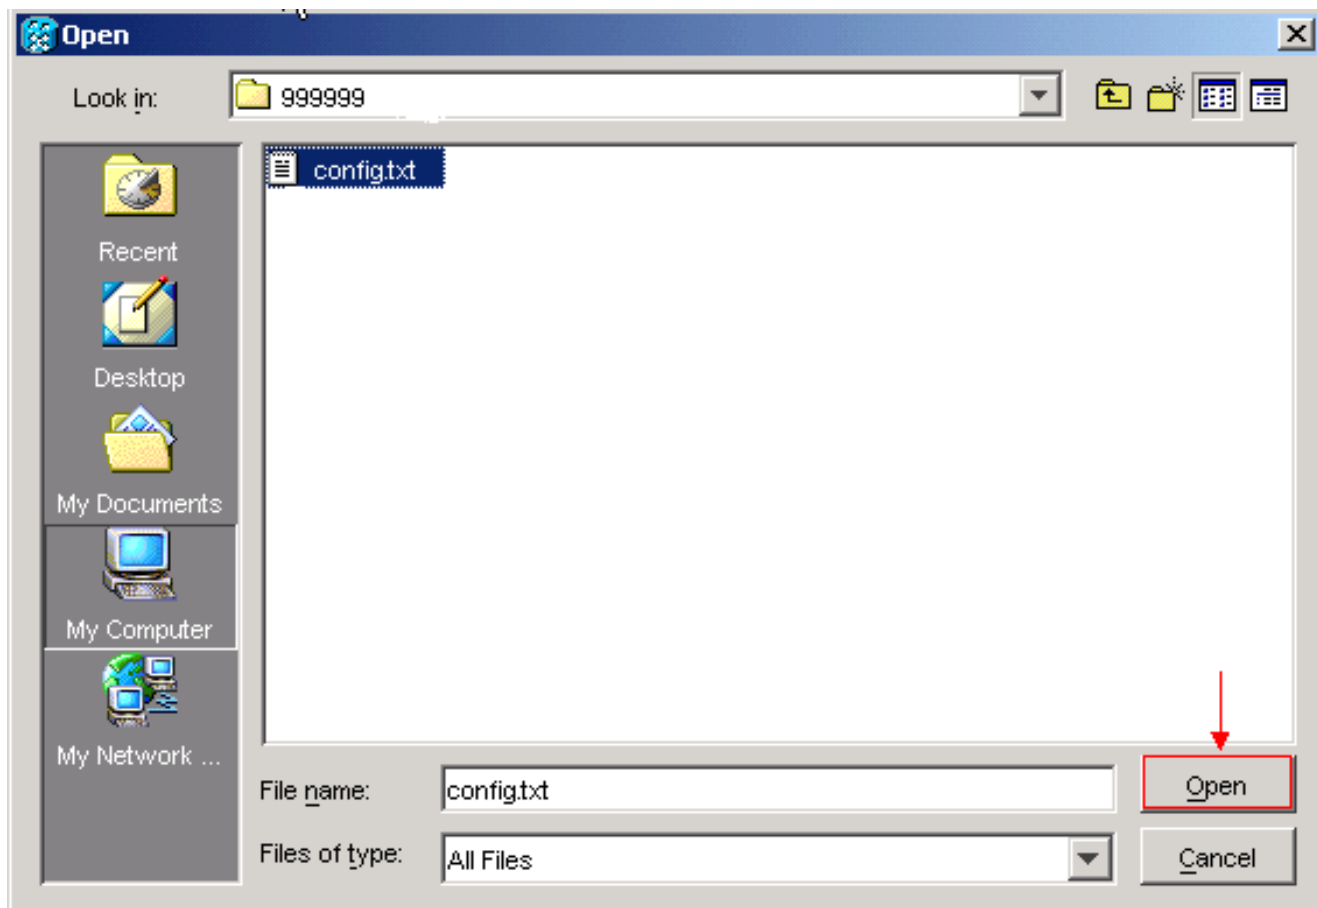 Open
Look in:
999999
config.txt
Recent
Desktop
My Documents
My Computer
My Network ...
File name:
config.txt
Open
Files of type:
All Files
Cancel